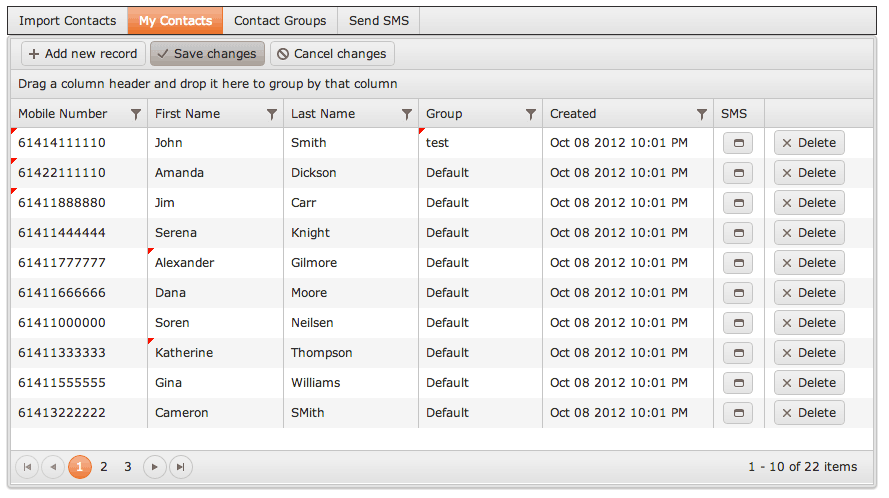 Import Contacts My Contacts Contact Groups Send SMS
Add new record Save changes Cancel changes
Drag a column header and drop it here to group by that column
Mobile Number First Name Last Name Group Created SMS
61414111110 John Smith test Oct 08 2012 10:01 PM Delete
61422111110 Amanda Dickson Default Oct 08 2012 10:01 PM Delete
61411888880 Jim Carr Default Oct 08 2012 10:01 PM Delete
61411444444 Serena Knight Default Oct 08 2012 10:01 PM Delete
61411777777 Alexander Gilmore Default Oct 08 2012 10:01 PM Delete
61411666666 Dana Moore Default Oct 08 2012 10:01 PM Delete
61411000000 Soren Neilsen Default Oct 08 2012 10:01 PM Delete
61411333333 Katherine Thompson Default Oct 08 2012 10:01 PM Delete
61411555555 Gina Williams Default Oct 08 2012 10:01 PM Delete
61413222222 Cameron SMith Default Oct 08 2012 10:01 PM Delete
1 2 3 1 - 10 of 22 items